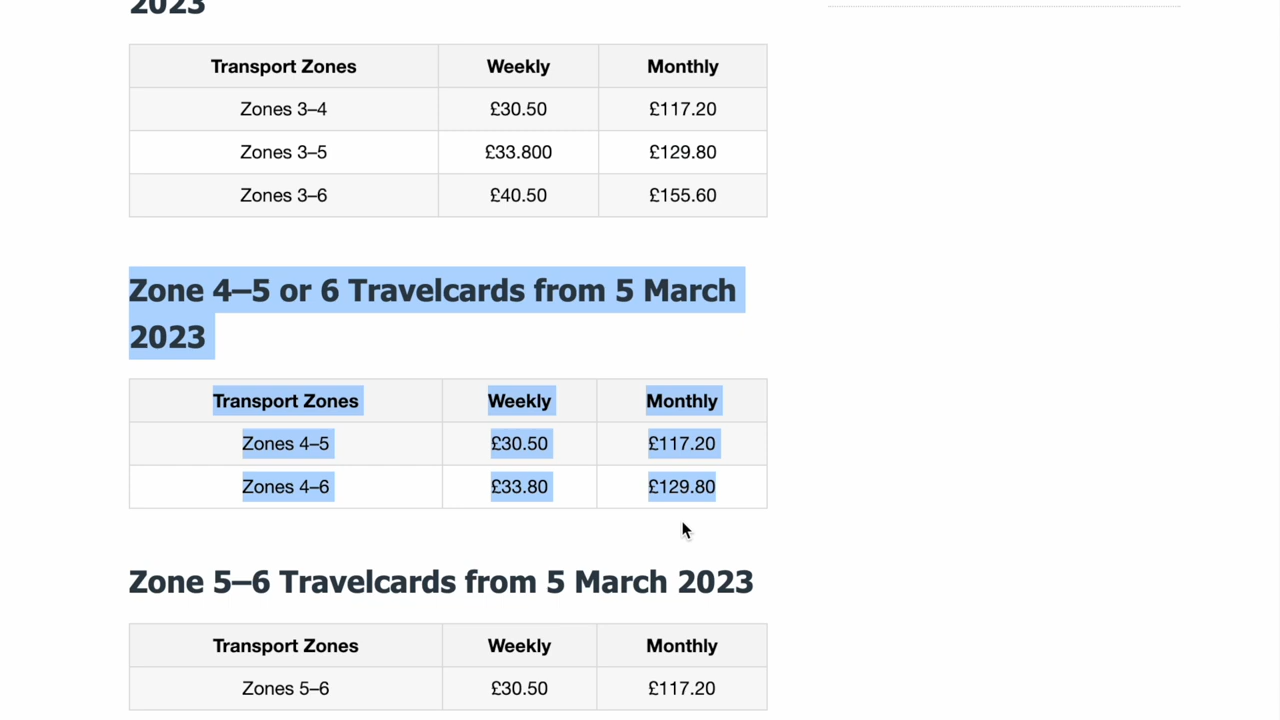 2023
Transport Zones Weekly Monthly
Zones 3–4 £30.50 £117.20
Zones 3–5 £33.800 £129.80
Zones 3–6 £40.50 £155.60
Zone 4–5 or 6 Travelcards from 5 March
2023
Transport Zones Weekly Monthly
Zones 4–5 £30.50 £117.20
Zones 4–6 £33.80 £129.80
Zone 5–6 Travelcards from 5 March 2023
Transport Zones Weekly Monthly
Zones 5–6 £30.50 £117.20